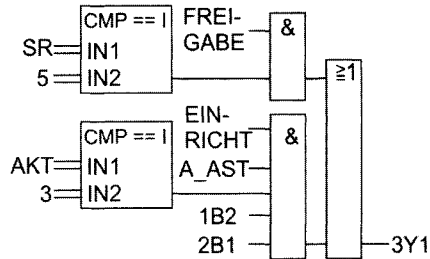 CMP == I
FREI-
GABE
&
SR
IN1
5
IN2
≧1
CMP == I
EIN-
RICHT
&
AKT
IN1
A_AST
3
IN2
1B2
2B1
3Y1